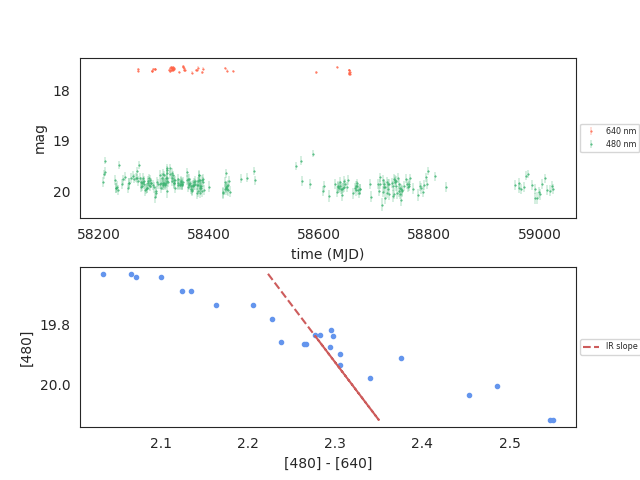 18
19
20
mag
58200 58400 58600 58800 59000
time (MJD)
640 nm
480 nm
19.8
20.0
[480]
2.1 2.2 2.3 2.4 2.5
[480] - [640]
IR slope